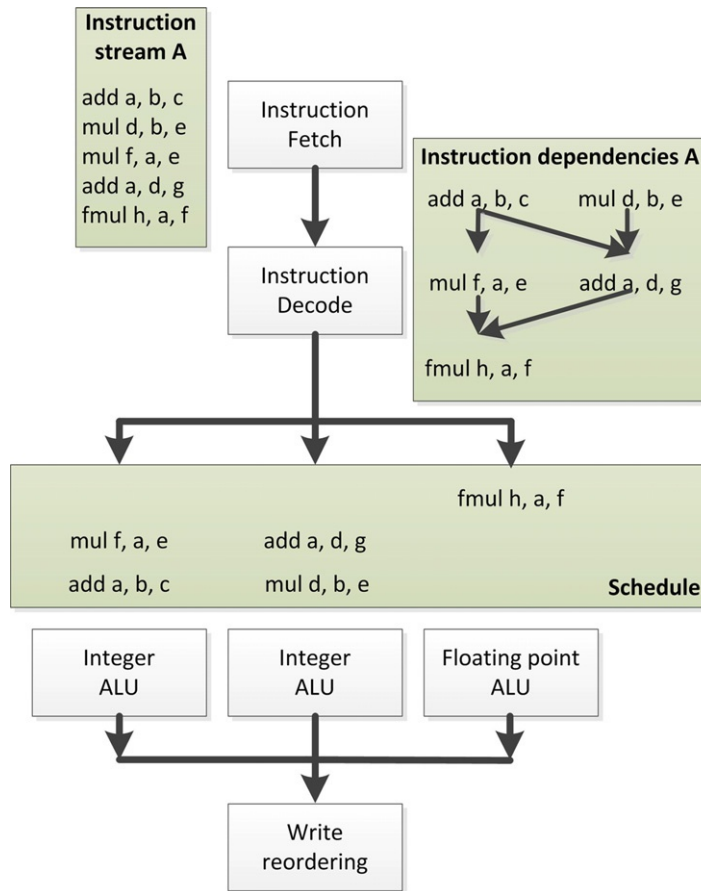 Instruction
stream A
add a, b, c
mul d, b, e
mul f, a, e
add a, d, g
fmul h, a, f
Instruction
Fetch
Instruction dependencies A
add a, b, c
mul d, b, e
mul f, a, e
add a, d, g
fmul h, a, f
Instruction
Decode
fmul h, a, f
mul f, a, e
add a, d, g
add a, b, c
mul d, b, e
Schedule
Integer
ALU
Integer
ALU
Floating point
ALU
Write
reordering